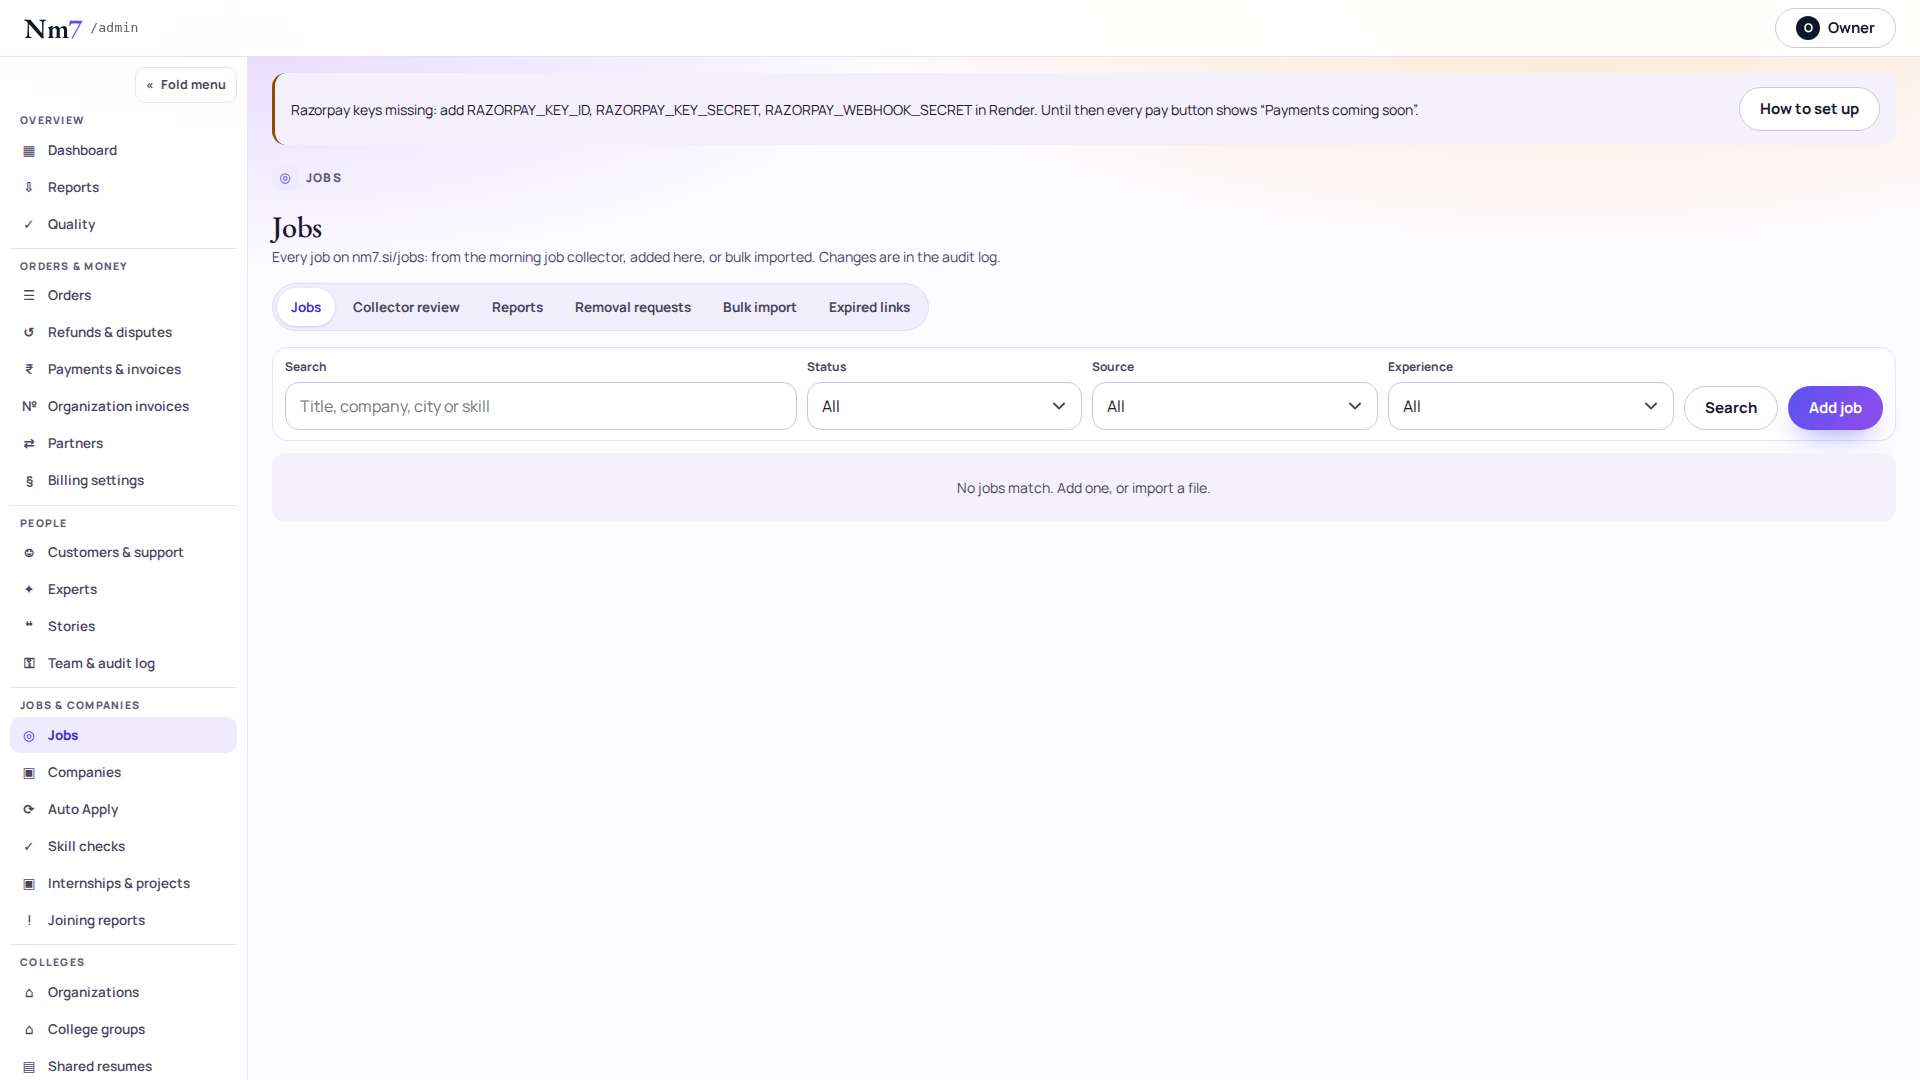 Nm7 /admin
O Owner
« Fold menu
OVERVIEW
Dashboard
Reports
✓ Quality
ORDERS & MONEY
Orders
Refunds & disputes
₹ Payments & invoices
Nº Organization invoices
Partners
§ Billing settings
PEOPLE
Customers & support
Experts
❝ Stories
Team & audit log
JOBS & COMPANIES
Jobs
Companies
Auto Apply
✓ Skill checks
Internships & projects
! Joining reports
COLLEGES
Organizations
College groups
Shared resumes
Razorpay keys missing: add RAZORPAY_KEY_ID, RAZORPAY_KEY_SECRET, RAZORPAY_WEBHOOK_SECRET in Render. Until then every pay button shows “Payments coming soon”.
How to set up
JOBS
Jobs
Every job on nm7.si/jobs: from the morning job collector, added here, or bulk imported. Changes are in the audit log.
Jobs Collector review Reports Removal requests Bulk import Expired links
Search Status Source Experience
Title, company, city or skill All All All Search Add job
No jobs match. Add one, or import a file.